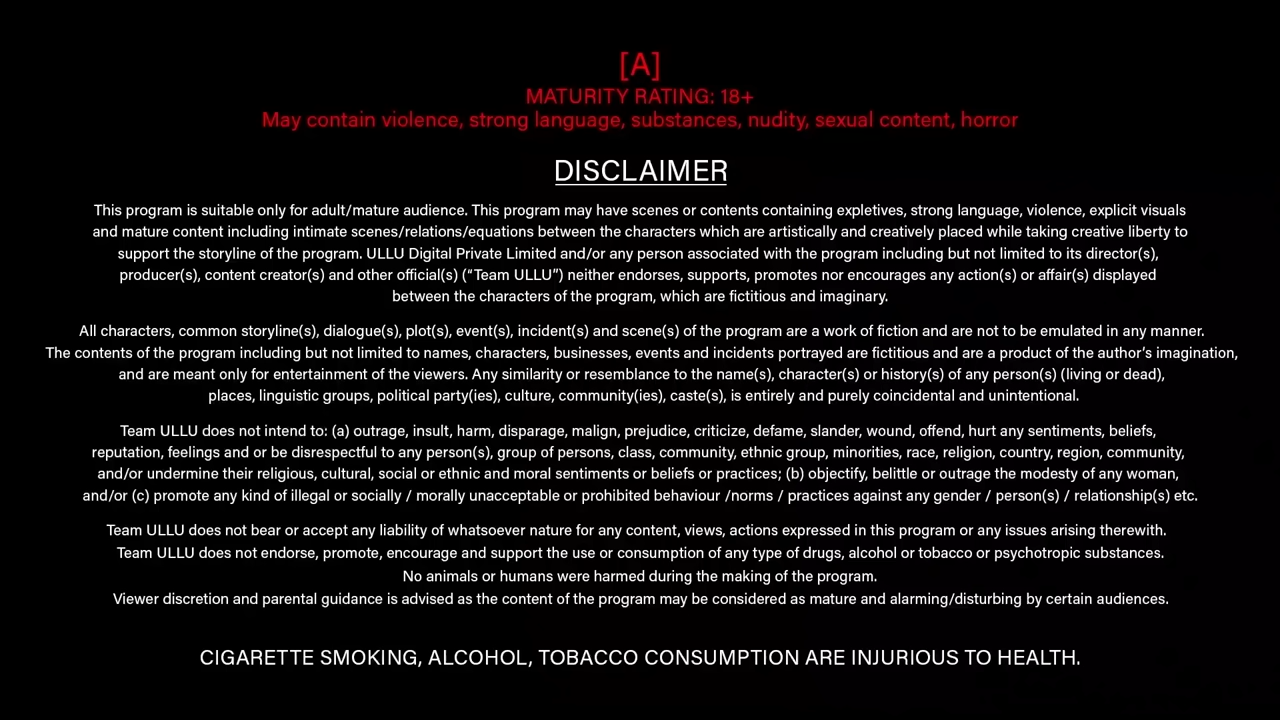 [A]
MATURITY RATING: 18+
May contain violence, strong language, substances, nudity, sexual content, horror
DISCLAIMER
This program is suitable only for adult/mature audience. This program may have scenes or contents containing expletives, strong language, violence, explicit visuals
and mature content including intimate scenes/relations/equations between the characters which are artistically and creatively placed while taking creative liberty to
support the storyline of the program. ULLU Digital Private Limited and/or any person associated with the program including but not limited to its director(s),
producer(s), content creator(s) and other official(s) (“Team ULLU”) neither endorses, supports, promotes nor encourages any action(s) or affair(s) displayed
between the characters of the program, which are fictitious and imaginary.
All characters, common storyline(s), dialogue(s), plot(s), event(s), incident(s) and scene(s) of the program are a work of fiction and are not to be emulated in any manner.
The contents of the program including but not limited to names, characters, businesses, events and incidents portrayed are fictitious and are a product of the author’s imagination,
and are meant only for entertainment of the viewers. Any similarity or resemblance to the name(s), character(s) or history(s) of any person(s) (living or dead),
places, linguistic groups, political party(ies), culture, community(ies), caste(s), is entirely and purely coincidental and unintentional.
Team ULLU does not intend to: (a) outrage, insult, harm, disparage, malign, prejudice, criticize, defame, slander, wound, offend, hurt any sentiments, beliefs,
reputation, feelings and or be disrespectful to any person(s), group of persons, class, community, ethnic group, minorities, race, religion, country, region, community,
and/or undermine their religious, cultural, social or ethnic and moral sentiments or beliefs or practices; (b) objectify, belittle or outrage the modesty of any woman,
and/or (c) promote any kind of illegal or socially / morally unacceptable or prohibited behaviour /norms / practices against any gender / person(s) / relationship(s) etc.
Team ULLU does not bear or accept any liability of whatsoever nature for any content, views, actions expressed in this program or any issues arising therewith.
Team ULLU does not endorse, promote, encourage and support the use or consumption of any type of drugs, alcohol or tobacco or psychotropic substances.
No animals or humans were harmed during the making of the program.
Viewer discretion and parental guidance is advised as the content of the program may be considered as mature and alarming/disturbing by certain audiences.
CIGARETTE SMOKING, ALCOHOL, TOBACCO CONSUMPTION ARE INJURIOUS TO HEALTH.